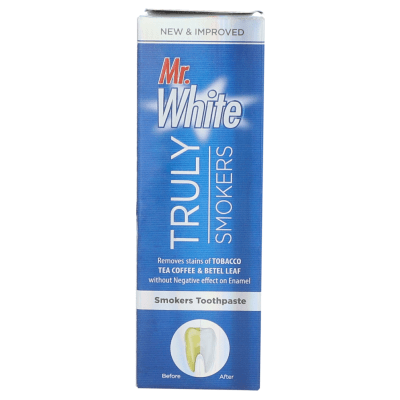 NEW & IMPROVED
Mr.
White
TRULY
SMOKERS
Removes stains of TOBACCO
TEA COFFEE & BETEL LEAF
without Negative effect on Enamel
Smokers Toothpaste
Before After